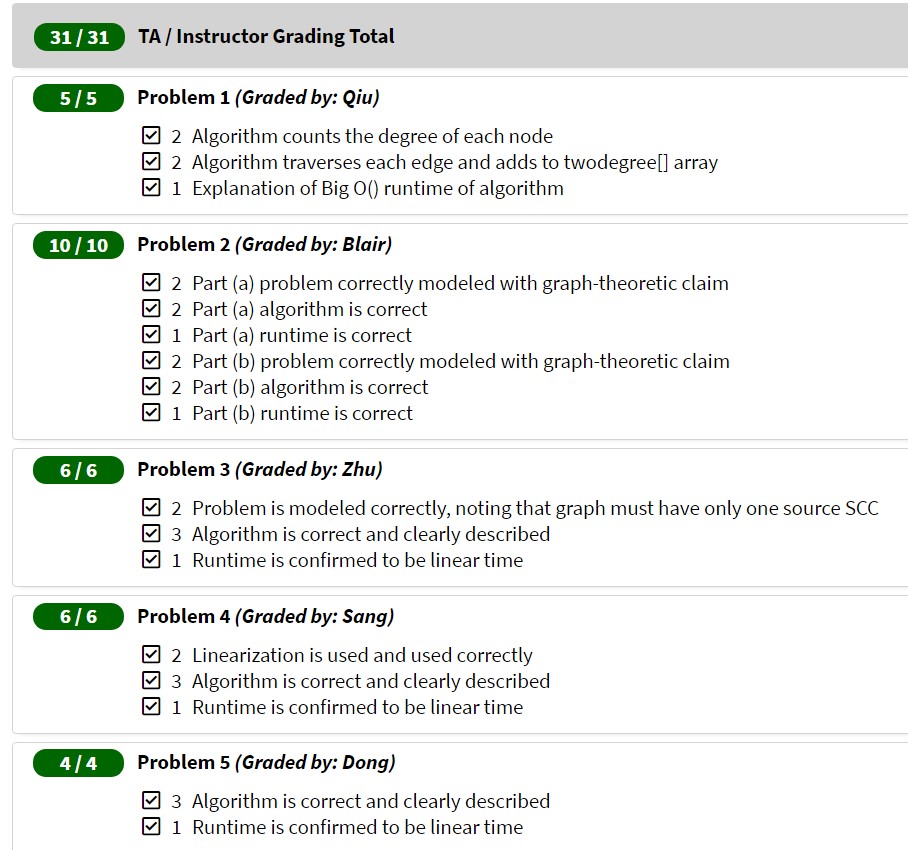 31 / 31 TA / Instructor Grading Total
5 / 5 Problem 1 (Graded by: Qiu)
2 Algorithm counts the degree of each node
2 Algorithm traverses each edge and adds to twodegree[] array
1 Explanation of Big O() runtime of algorithm
10 / 10 Problem 2 (Graded by: Blair)
2 Part (a) problem correctly modeled with graph-theoretic claim
2 Part (a) algorithm is correct
1 Part (a) runtime is correct
2 Part (b) problem correctly modeled with graph-theoretic claim
2 Part (b) algorithm is correct
1 Part (b) runtime is correct
6 / 6 Problem 3 (Graded by: Zhu)
2 Problem is modeled correctly, noting that graph must have only one source SCC
3 Algorithm is correct and clearly described
1 Runtime is confirmed to be linear time
6 / 6 Problem 4 (Graded by: Sang)
2 Linearization is used and used correctly
3 Algorithm is correct and clearly described
1 Runtime is confirmed to be linear time
4 / 4 Problem 5 (Graded by: Dong)
3 Algorithm is correct and clearly described
1 Runtime is confirmed to be linear time